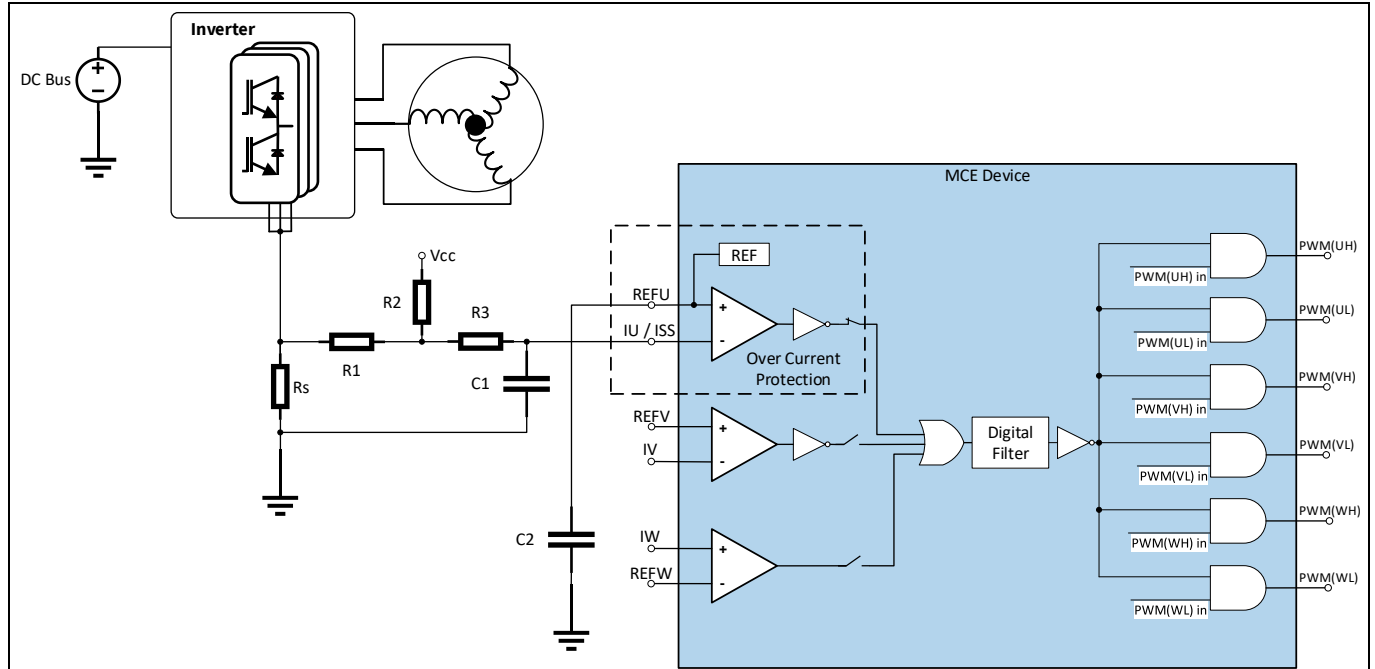 Inverter
DC Bus
+
−
MCE Device
REF
Vcc
R2
R3
REFU
IU / ISS
+
-
Over Current
Protection
R1
Rs
C1
REFV
IV
+
-
Digital
Filter
C2
IW
REFW
+
-
PWM(UH)
PWM(UH) in
PWM(UL)
PWM(UL) in
PWM(VH)
PWM(VH) in
PWM(VL)
PWM(VL) in
PWM(WH)
PWM(WH) in
PWM(WL)
PWM(WL) in